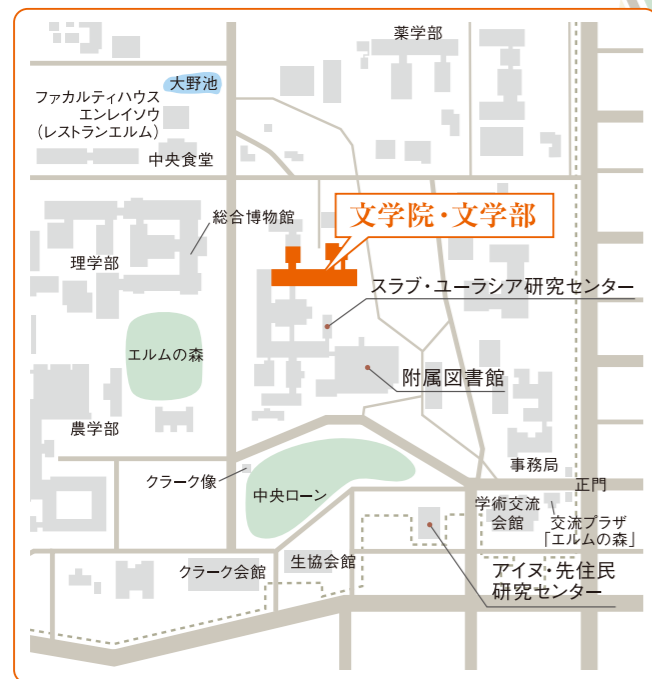 薬学部
大野池
ファカルティハウス
エンレイソウ
(レストランエルム)
中央食堂
総合博物館
文学院・文学部
理学部
スラブ・ユーラシア研究センター
エルムの森
附属図書館
農学部
事務局
クラーク像
中央ローン
正門
学術交流
会館
交流プラザ
「エルムの森」
生協会館
クラーク会館
アイヌ・先住民
研究センター